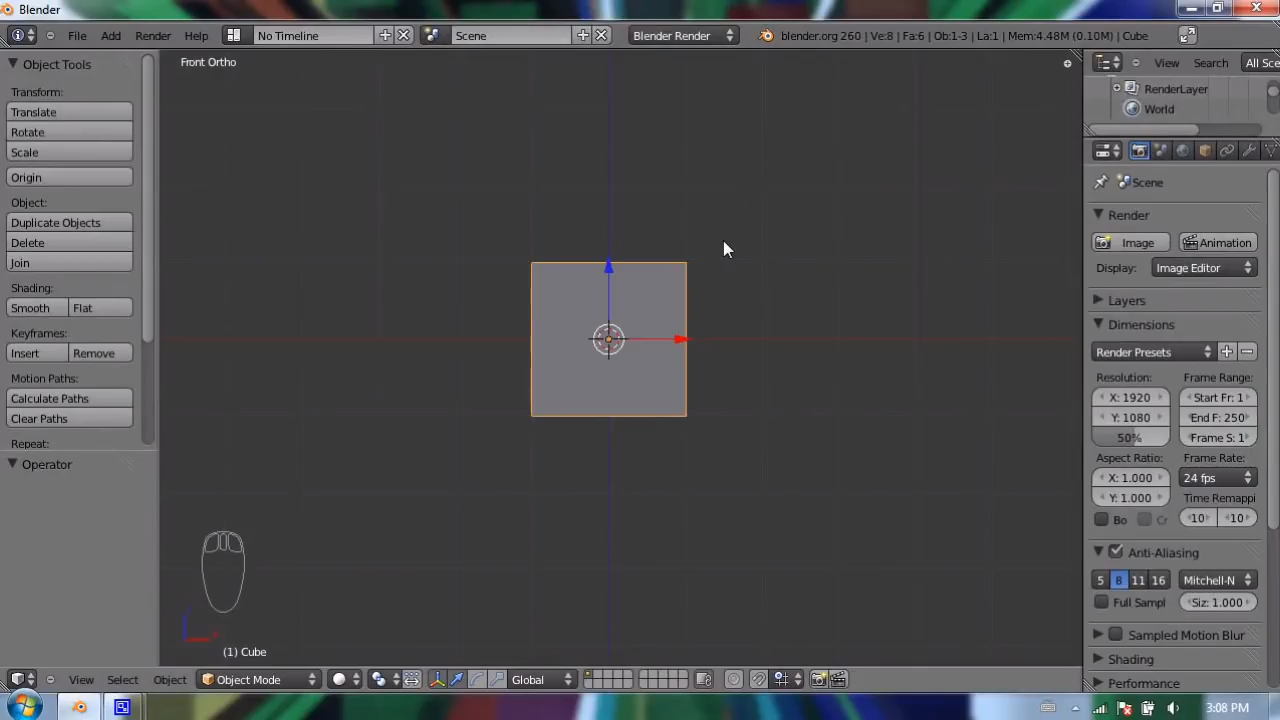 Blender
File Add Render Help No Timeline Scene Blender Render blender.org 260 | Ve:8 | Fa:6 | Ob:1-3 | La:1 | Mem:4.48M (0.10M) | Cube
Object Tools
Transform:
Translate
Rotate
Scale
Origin
Object:
Duplicate Objects
Delete
Join
Shading:
Smooth Flat
Keyframes:
Insert Remove
Motion Paths:
Calculate Paths
Clear Paths
Repeat:
Operator
Front Ortho
(1) Cube
View Select Object Object Mode Global
View Search All Sce
RenderLayer
World
Scene
Render
Image Animation
Display: Image Editor
Layers
Dimensions
Render Presets
Resolution: Frame Range:
X: 1920 Start Fr: 1
Y: 1080 End F: 250
50% Frame S: 1
Aspect Ratio: Frame Rate:
X: 1.000 24 fps
Y: 1.000 Time Remappi
Bo Cr 10 10
Anti-Aliasing
5 8 11 16 Mitchell-N
Full Sampl Siz: 1.000
Sampled Motion Blur
Shading
Performance
3:08 PM